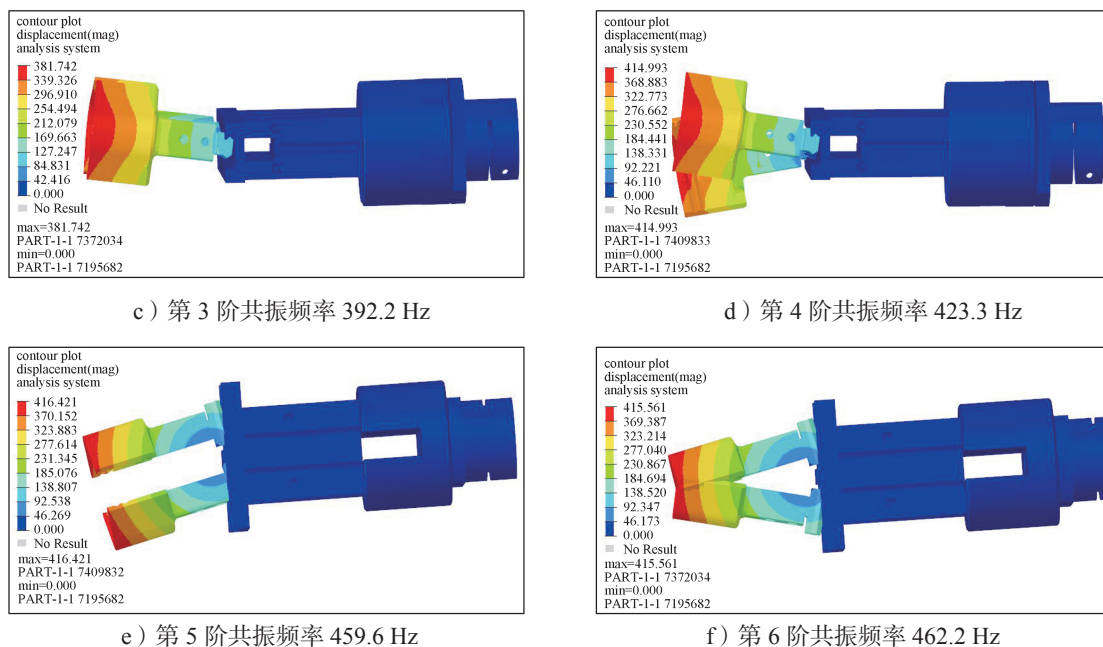 contour plot
displacement(mag)
analysis system
381.742
339.326
296.910
254.494
212.079
169.663
127.247
84.831
42.416
0.000
No Result
max=381.742
PART-1-1 7372034
min=0.000
PART-1-1 7195682
c）第 3 阶共振频率 392.2 Hz
contour plot
displacement(mag)
analysis system
414.993
368.883
322.773
276.662
230.552
184.441
138.331
92.221
46.110
0.000
No Result
max=414.993
PART-1-1 7409833
min=0.000
PART-1-1 7195682
d）第 4 阶共振频率 423.3 Hz
contour plot
displacement(mag)
analysis system
416.421
370.152
323.883
277.614
231.345
185.076
138.807
92.538
46.269
0.000
No Result
max=416.421
PART-1-1 7409832
min=0.000
PART-1-1 7195682
e）第 5 阶共振频率 459.6 Hz
contour plot
displacement(mag)
analysis system
415.561
369.387
323.214
277.040
230.867
184.694
138.520
92.347
46.173
0.000
No Result
max=415.561
PART-1-1 7372034
min=0.000
PART-1-1 7195682
f）第 6 阶共振频率 462.2 Hz